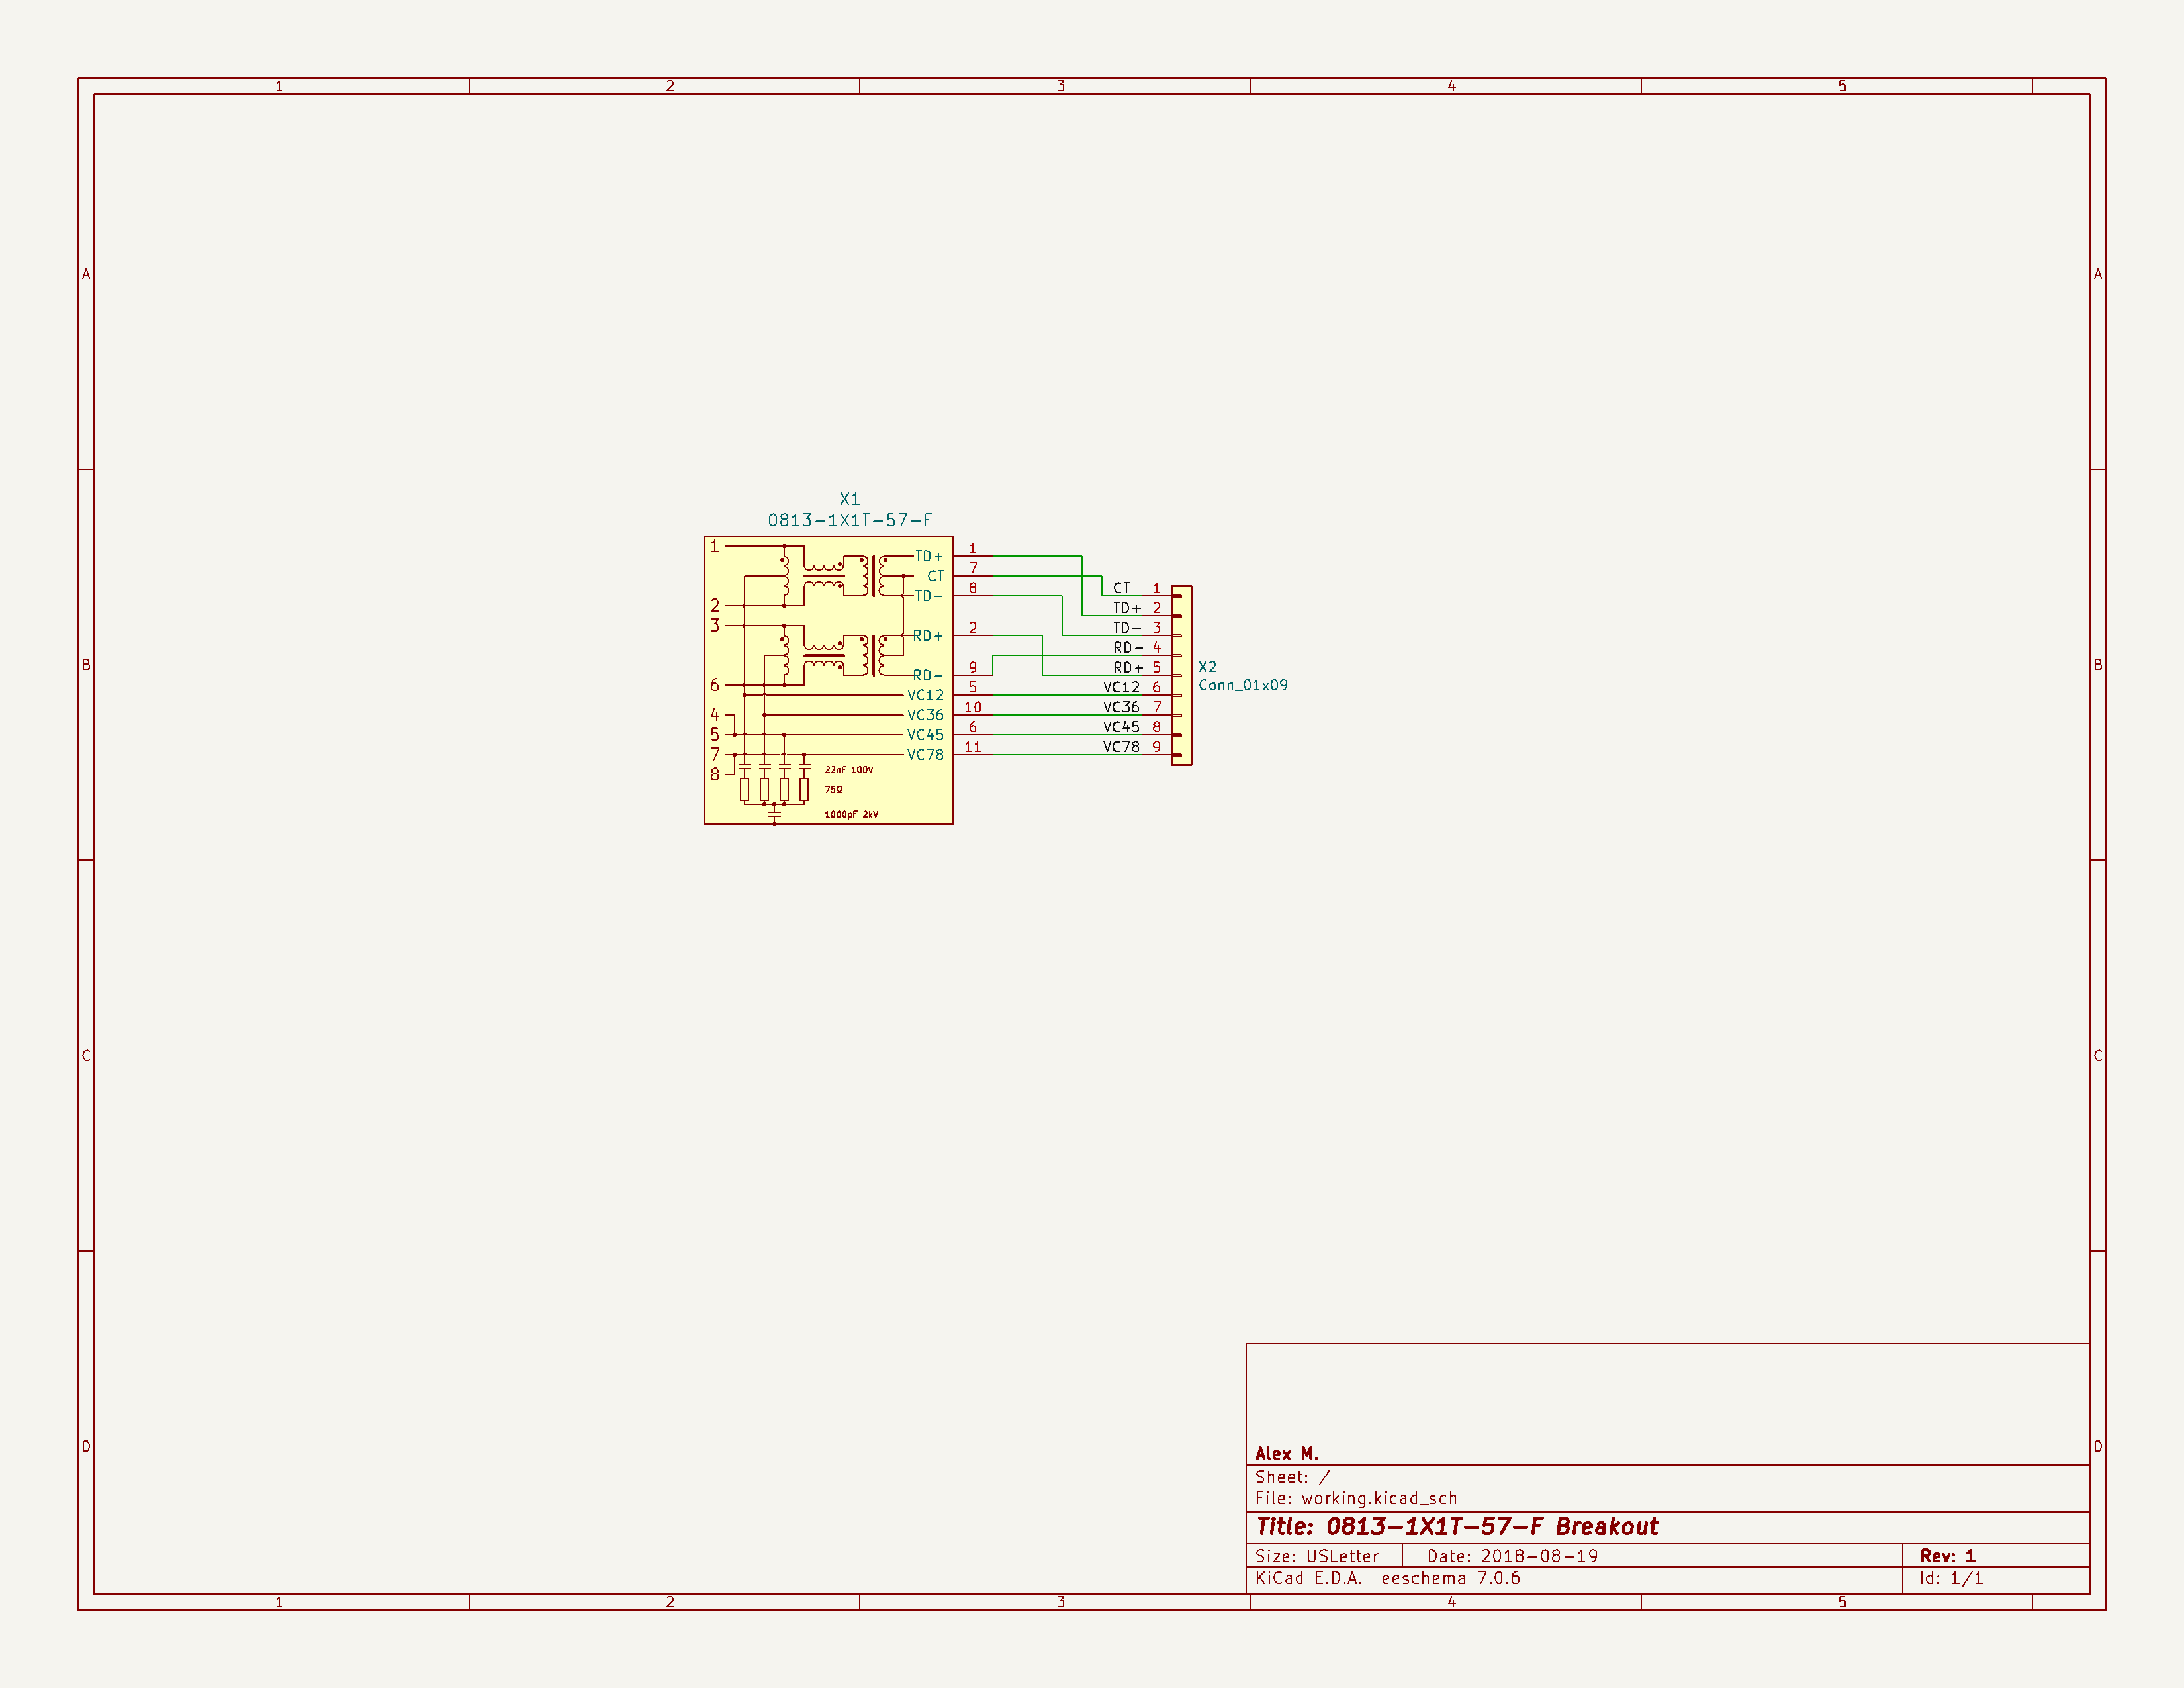 1 2 3 4 5
A A
X1
0813-1X1T-57-F
1 TD+ 1
CT 7
2 TD- 8
CT 1
TD+ 2
3 RD+ 2
TD- 3
RD- 4
6 RD- 9
RD+ 5
X2
B B
Conn_01x09
VC12 5 VC12 6
4 VC36 10 VC36 7
5 VC45 6 VC45 8
7 VC78 11 VC78 9
8 22nF 100V
75Ω
1000pF 2kV
C C
D D
Alex M.
Sheet: /
File: working.kicad_sch
Title: 0813-1X1T-57-F Breakout
Size: USLetter Date: 2018-08-19 Rev: 1
KiCad E.D.A. eeschema 7.0.6 Id: 1/1
1 2 3 4 5